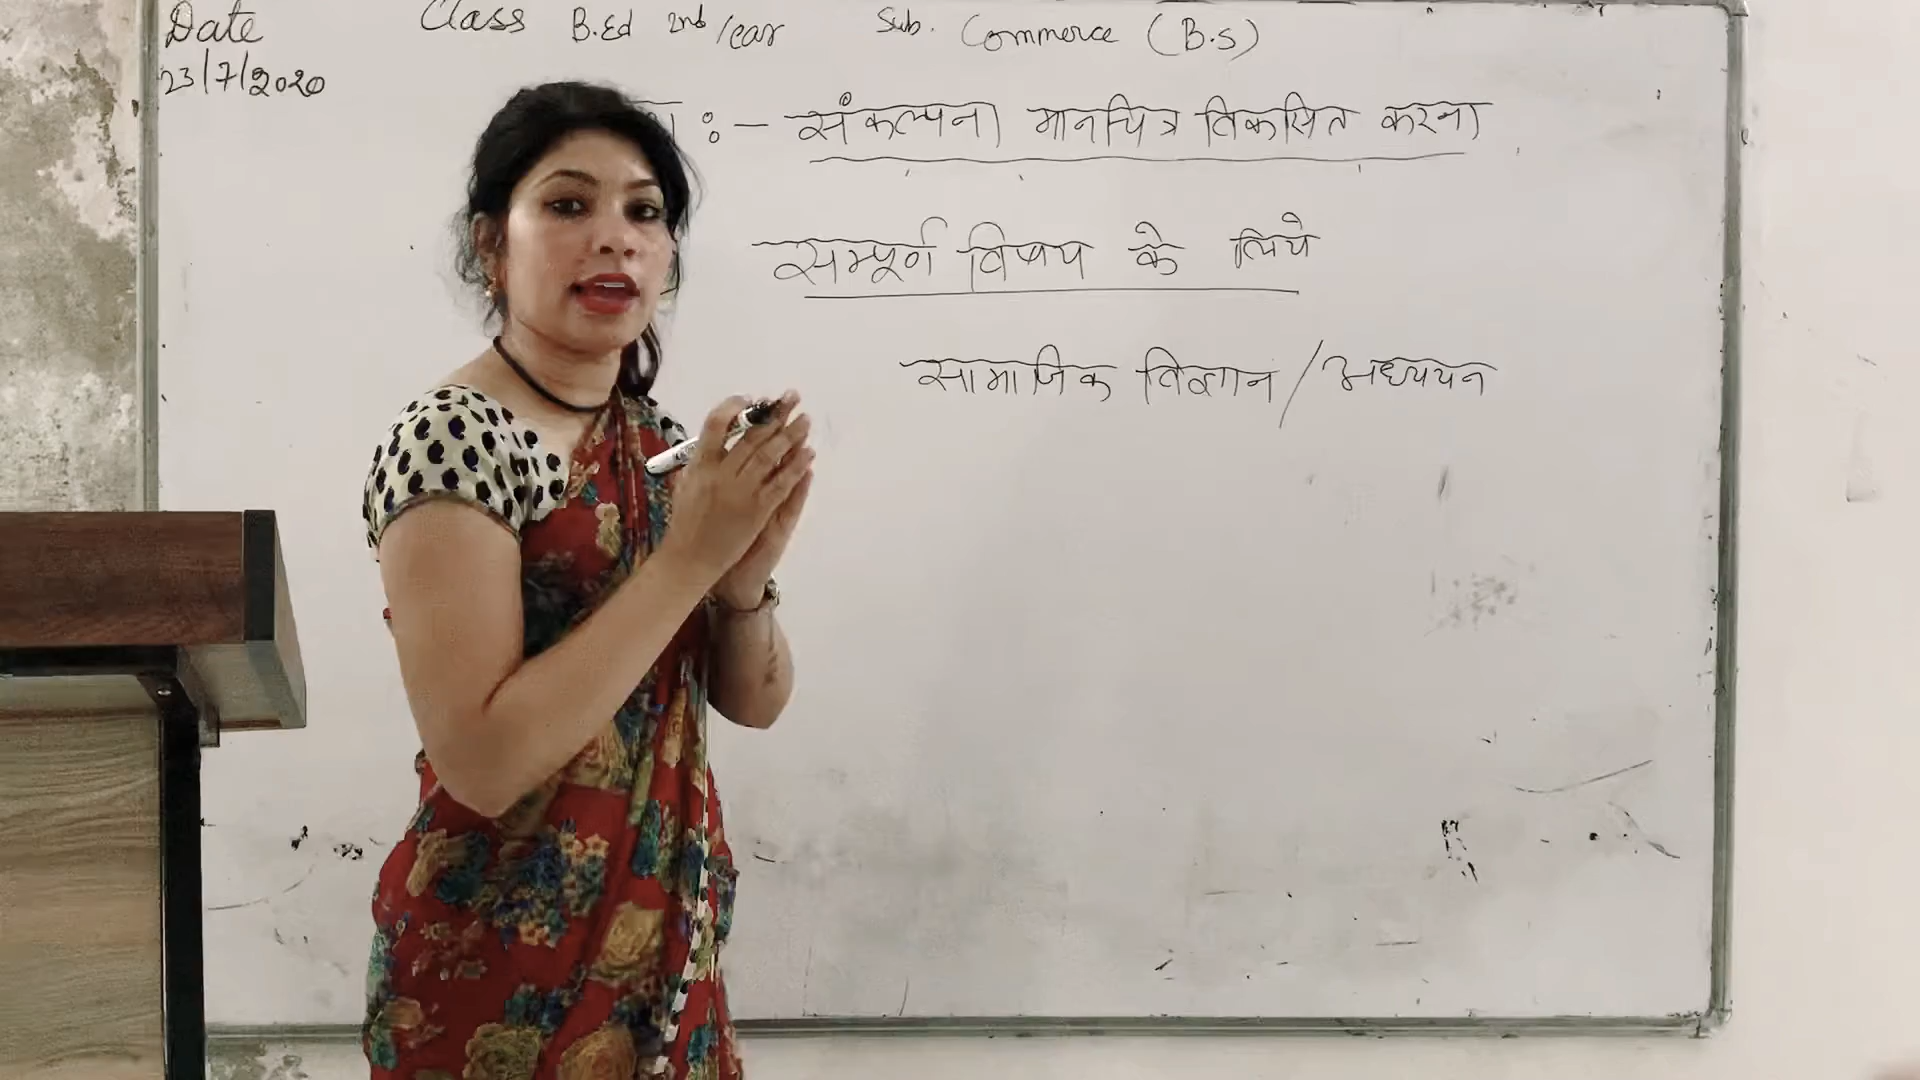 Date Class B.Ed 2nd Year Sub. Commerce (B.S)
23/7/2020
:- संकल्पना मानचित्र विकसित करना
सम्पूर्ण विषय के लिये
सामाजिक विज्ञान / अध्ययन